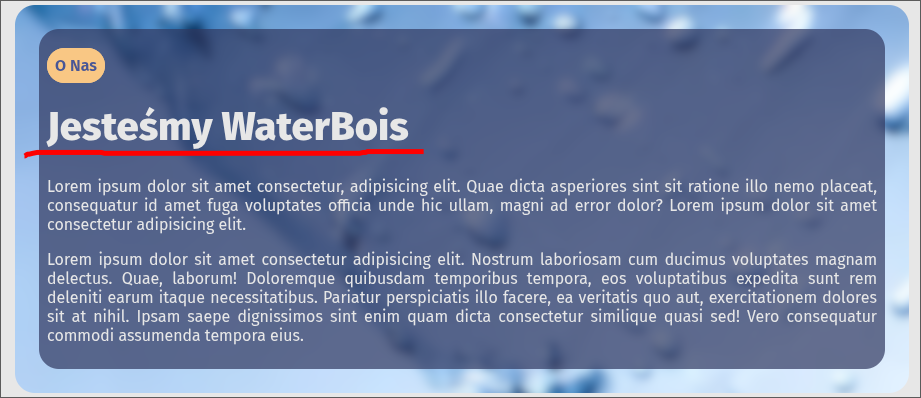 O Nas
Jesteśmy WaterBois
Lorem ipsum dolor sit amet consectetur, adipisicing elit. Quae dicta asperiores sint sit ratione illo nemo placeat,
consequatur id amet fuga voluptates officia unde hic ullam, magni ad error dolor? Lorem ipsum dolor sit amet
consectetur adipisicing elit.
Lorem ipsum dolor sit amet consectetur adipisicing elit. Nostrum laboriosam cum ducimus voluptates magnam
delectus. Quae, laborum! Doloremque quibusdam temporibus tempora, eos voluptatibus expedita sunt rem
deleniti earum itaque necessitatibus. Pariatur perspiciatis illo facere, ea veritatis quo aut, exercitationem dolores
sit at nihil. Ipsam saepe dignissimos sint enim quam dicta consectetur similique quasi sed! Vero consequatur
commodi assumenda tempora eius.